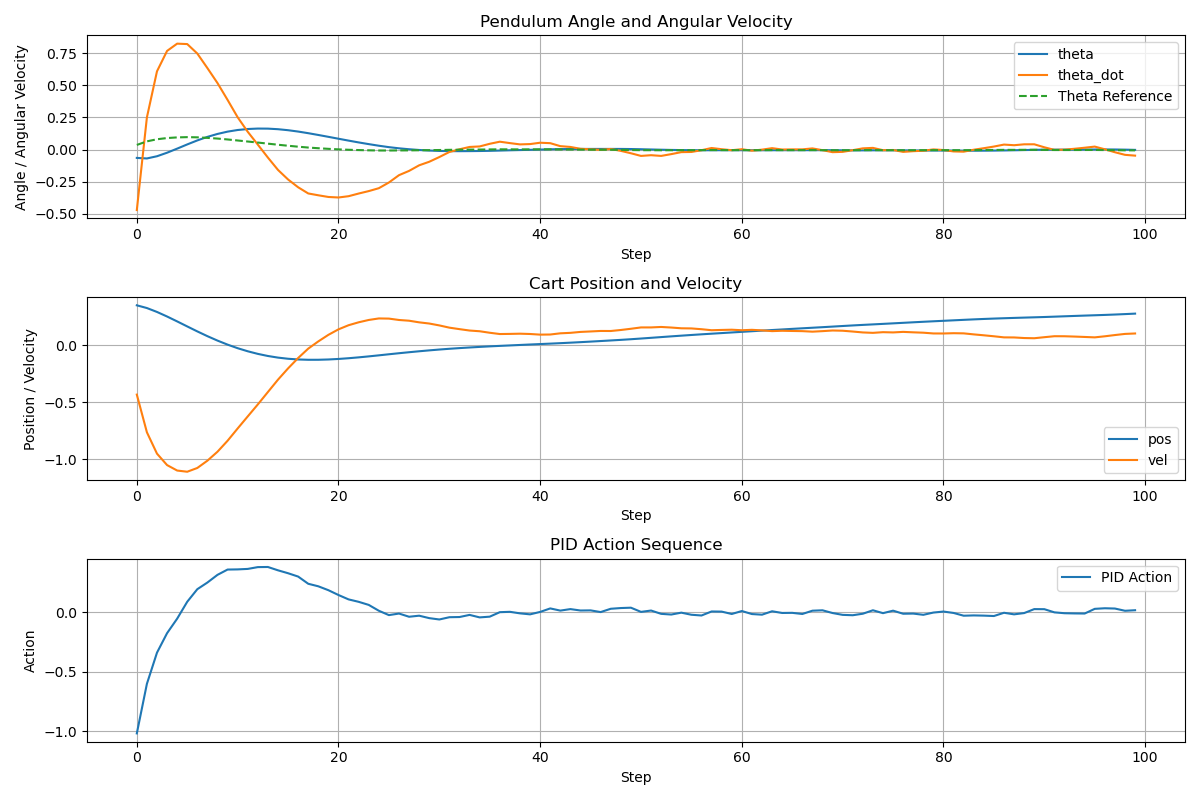 Pendulum Angle and Angular Velocity
Angle / Angular Velocity
0.75
0.50
0.25
0.00
−0.25
−0.50
theta
theta_dot
Theta Reference
0 20 40 60 80 100
Step
Cart Position and Velocity
Position / Velocity
0.0
−0.5
−1.0
pos
vel
0 20 40 60 80 100
Step
PID Action Sequence
Action
0.0
−0.5
−1.0
PID Action
0 20 40 60 80 100
Step